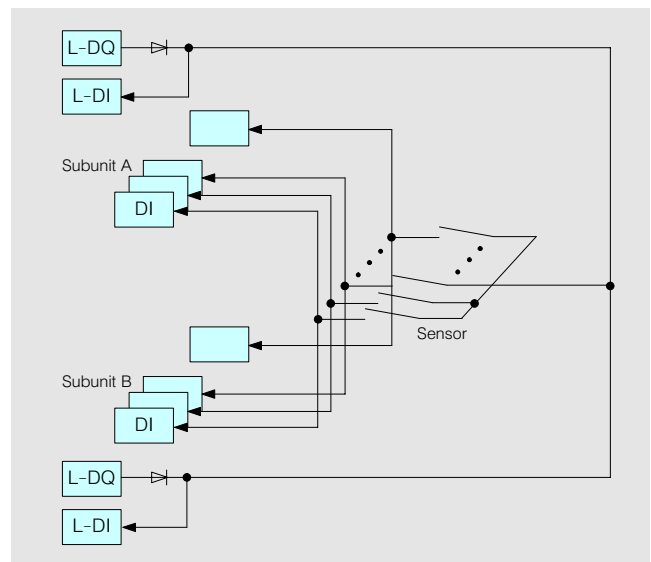 L-DQ
L-DI
Subunit A
DI
Sensor
Subunit B
DI
L-DQ
L-DI